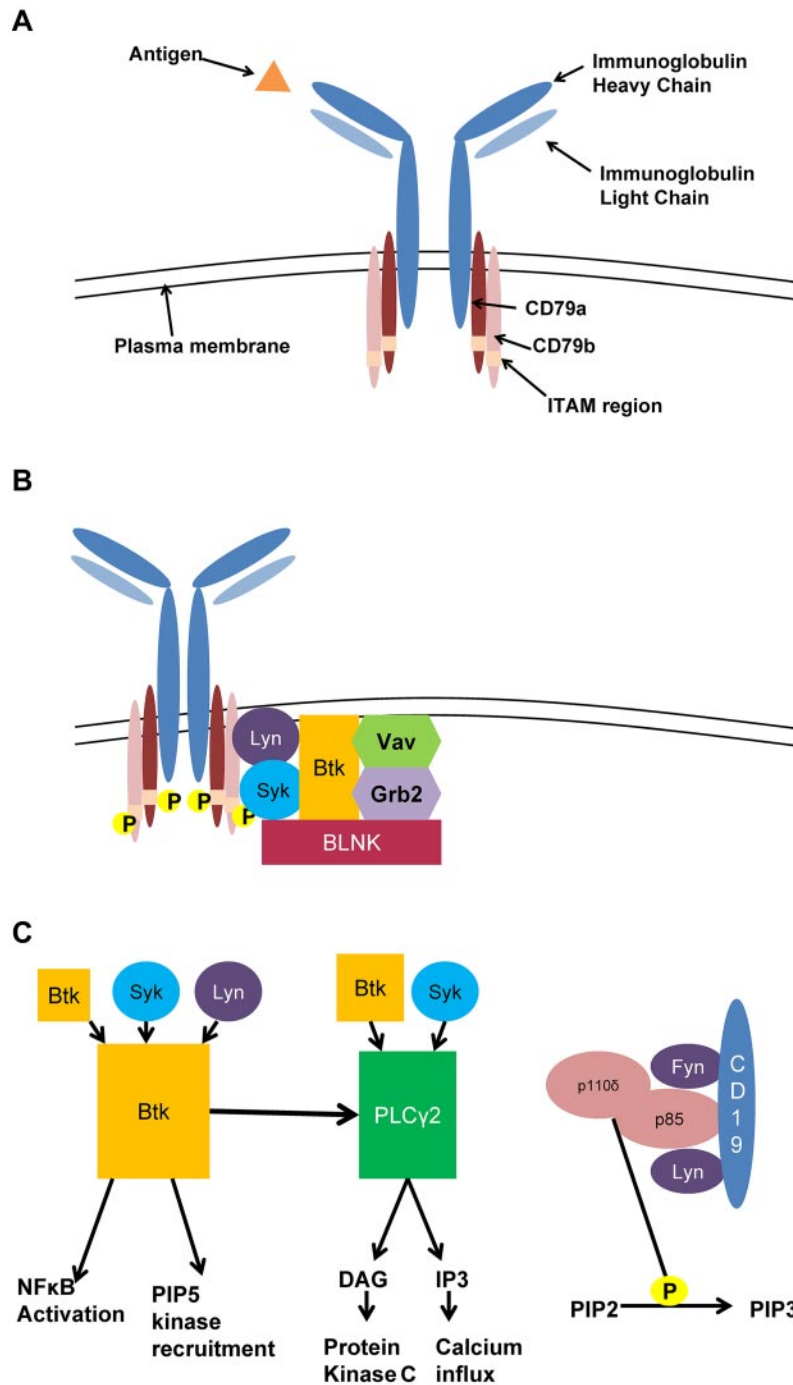 A
Antigen
Immunoglobulin
Heavy Chain
Immunoglobulin
Light Chain
CD79a
Plasma membrane
CD79b
ITAM region
B
Lyn
Vav
Btk
Syk
Grb2
P
P
P
P
BLNK
C
Btk
Syk
Lyn
Btk
Syk
Btk
PLCγ2
Fyn
p110δ
p85
Lyn
CD19
NFκB
Activation
PIP5
kinase
recruitment
DAG
IP3
Protein
Kinase C
Calcium
influx
P
PIP2
PIP3